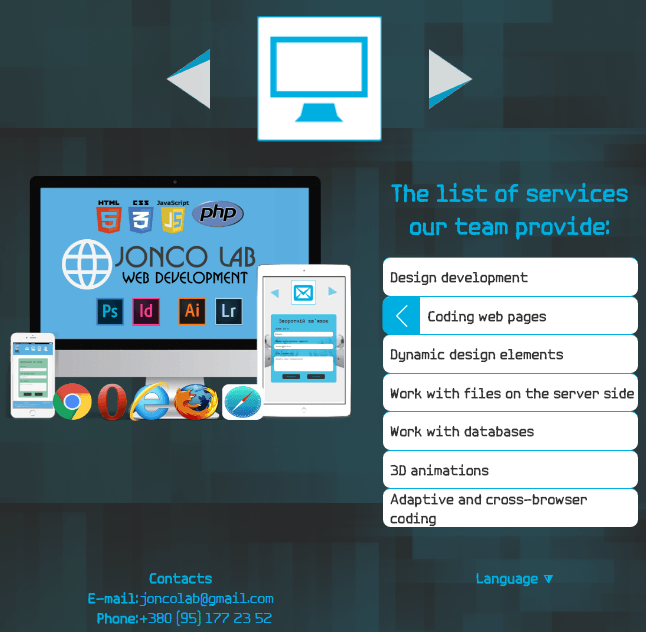 The list of services
our team provide:
HTML
CSS
JavaScript
5
3
JS
php
JONCO LAB
WEB DEVELOPMENT
Ps
Id
Ai
Lr
Design development
Coding web pages
Dynamic design elements
Work with files on the server side
Work with databases
3D animations
Adaptive and cross-browser
coding
Contacts
E-mail:joncolab@gmail.com
Phone:+380 (95) 177 23 52
Language